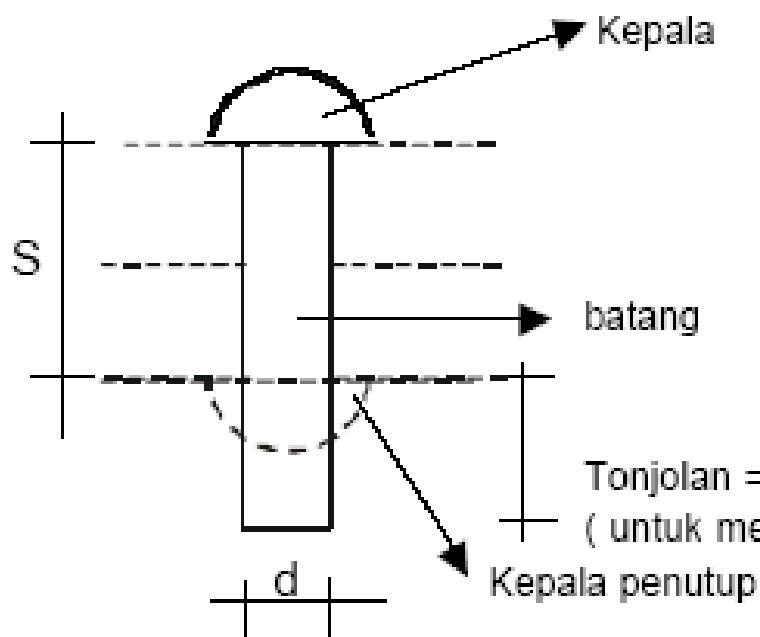 Kepala
S
batang
Tonjolan =
( untuk me
Kepala penutup
d